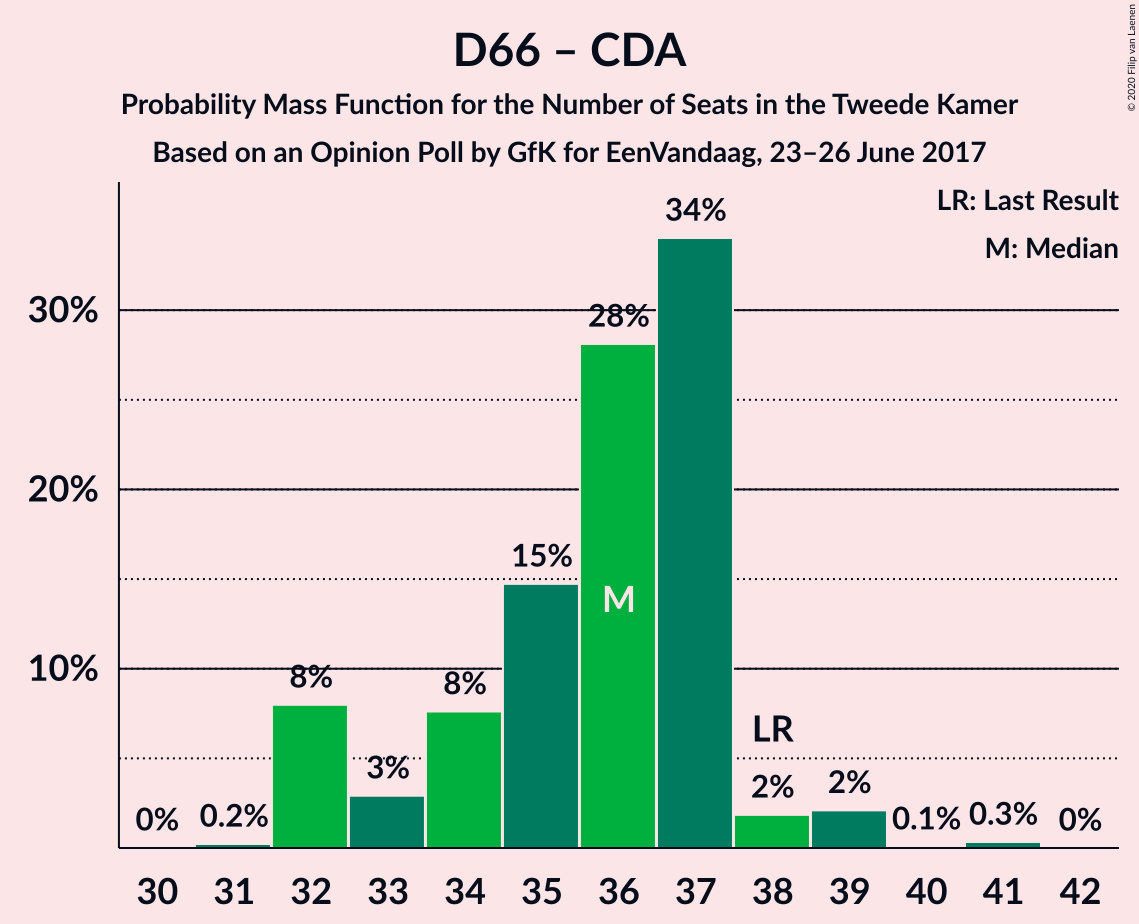 D66 – CDA
Probability Mass Function for the Number of Seats in the Tweede Kamer
Based on an Opinion Poll by GfK for EenVandaag, 23–26 June 2017
© 2020 Filip van Laenen
LR: Last Result
M: Median
30%
20%
10%
0%
0.2%
8%
3%
8%
15%
28%
M
34%
LR
2%
2%
0.1%
0.3%
0%
30 31 32 33 34 35 36 37 38 39 40 41 42